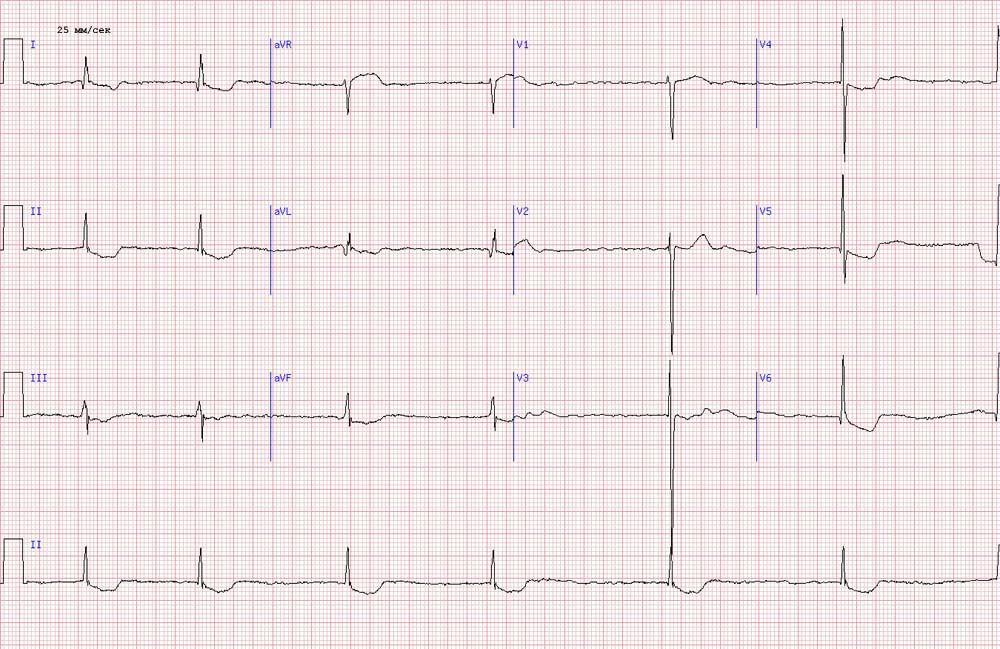 25 мм/сек
I aVR V1 V4
II aVL V2 V5
III aVF V3 V6
II